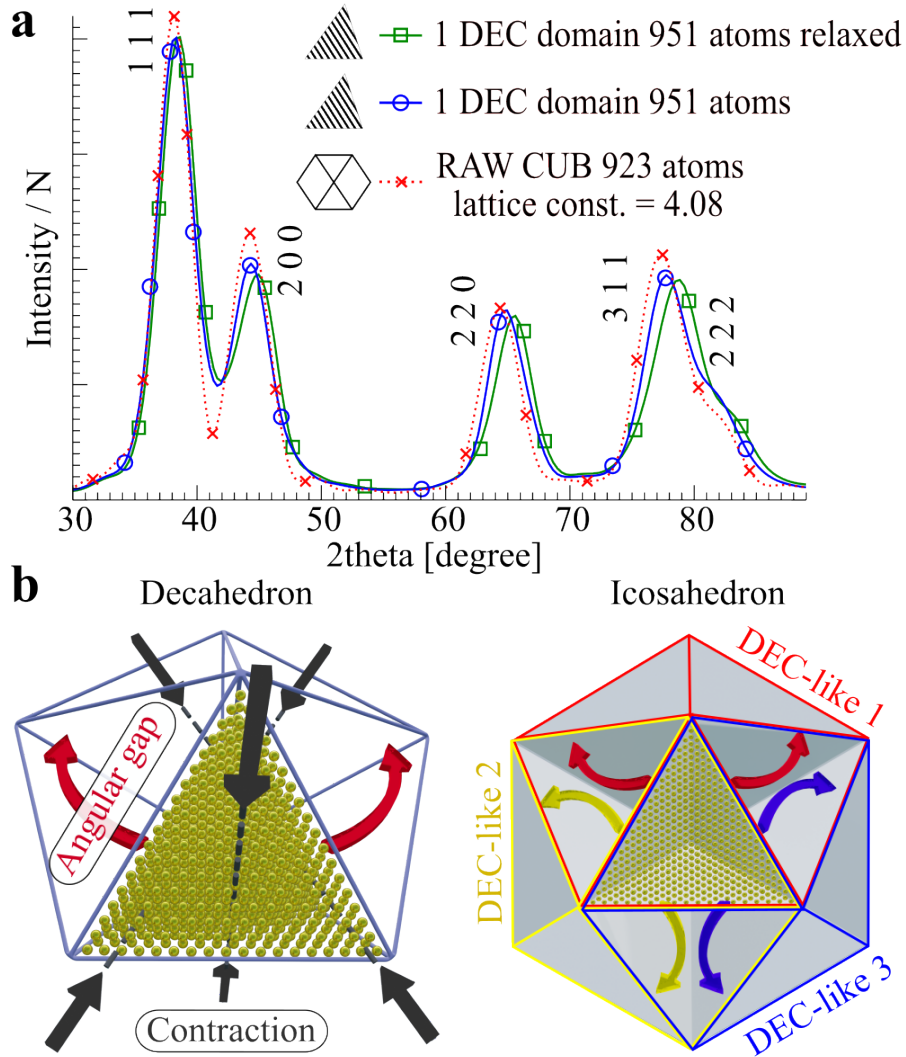 a
1 DEC domain 951 atoms relaxed
1 DEC domain 951 atoms
RAW CUB 923 atoms
lattice const. = 4.08
1 1 1
2 0 0
2 2 0
3 1 1
2 2 2
Intensity / N
30 40 50 60 70 80
2theta [degree]
b
Decahedron
Icosahedron
Angular gap
Contraction
DEC-like 1
DEC-like 2
DEC-like 3